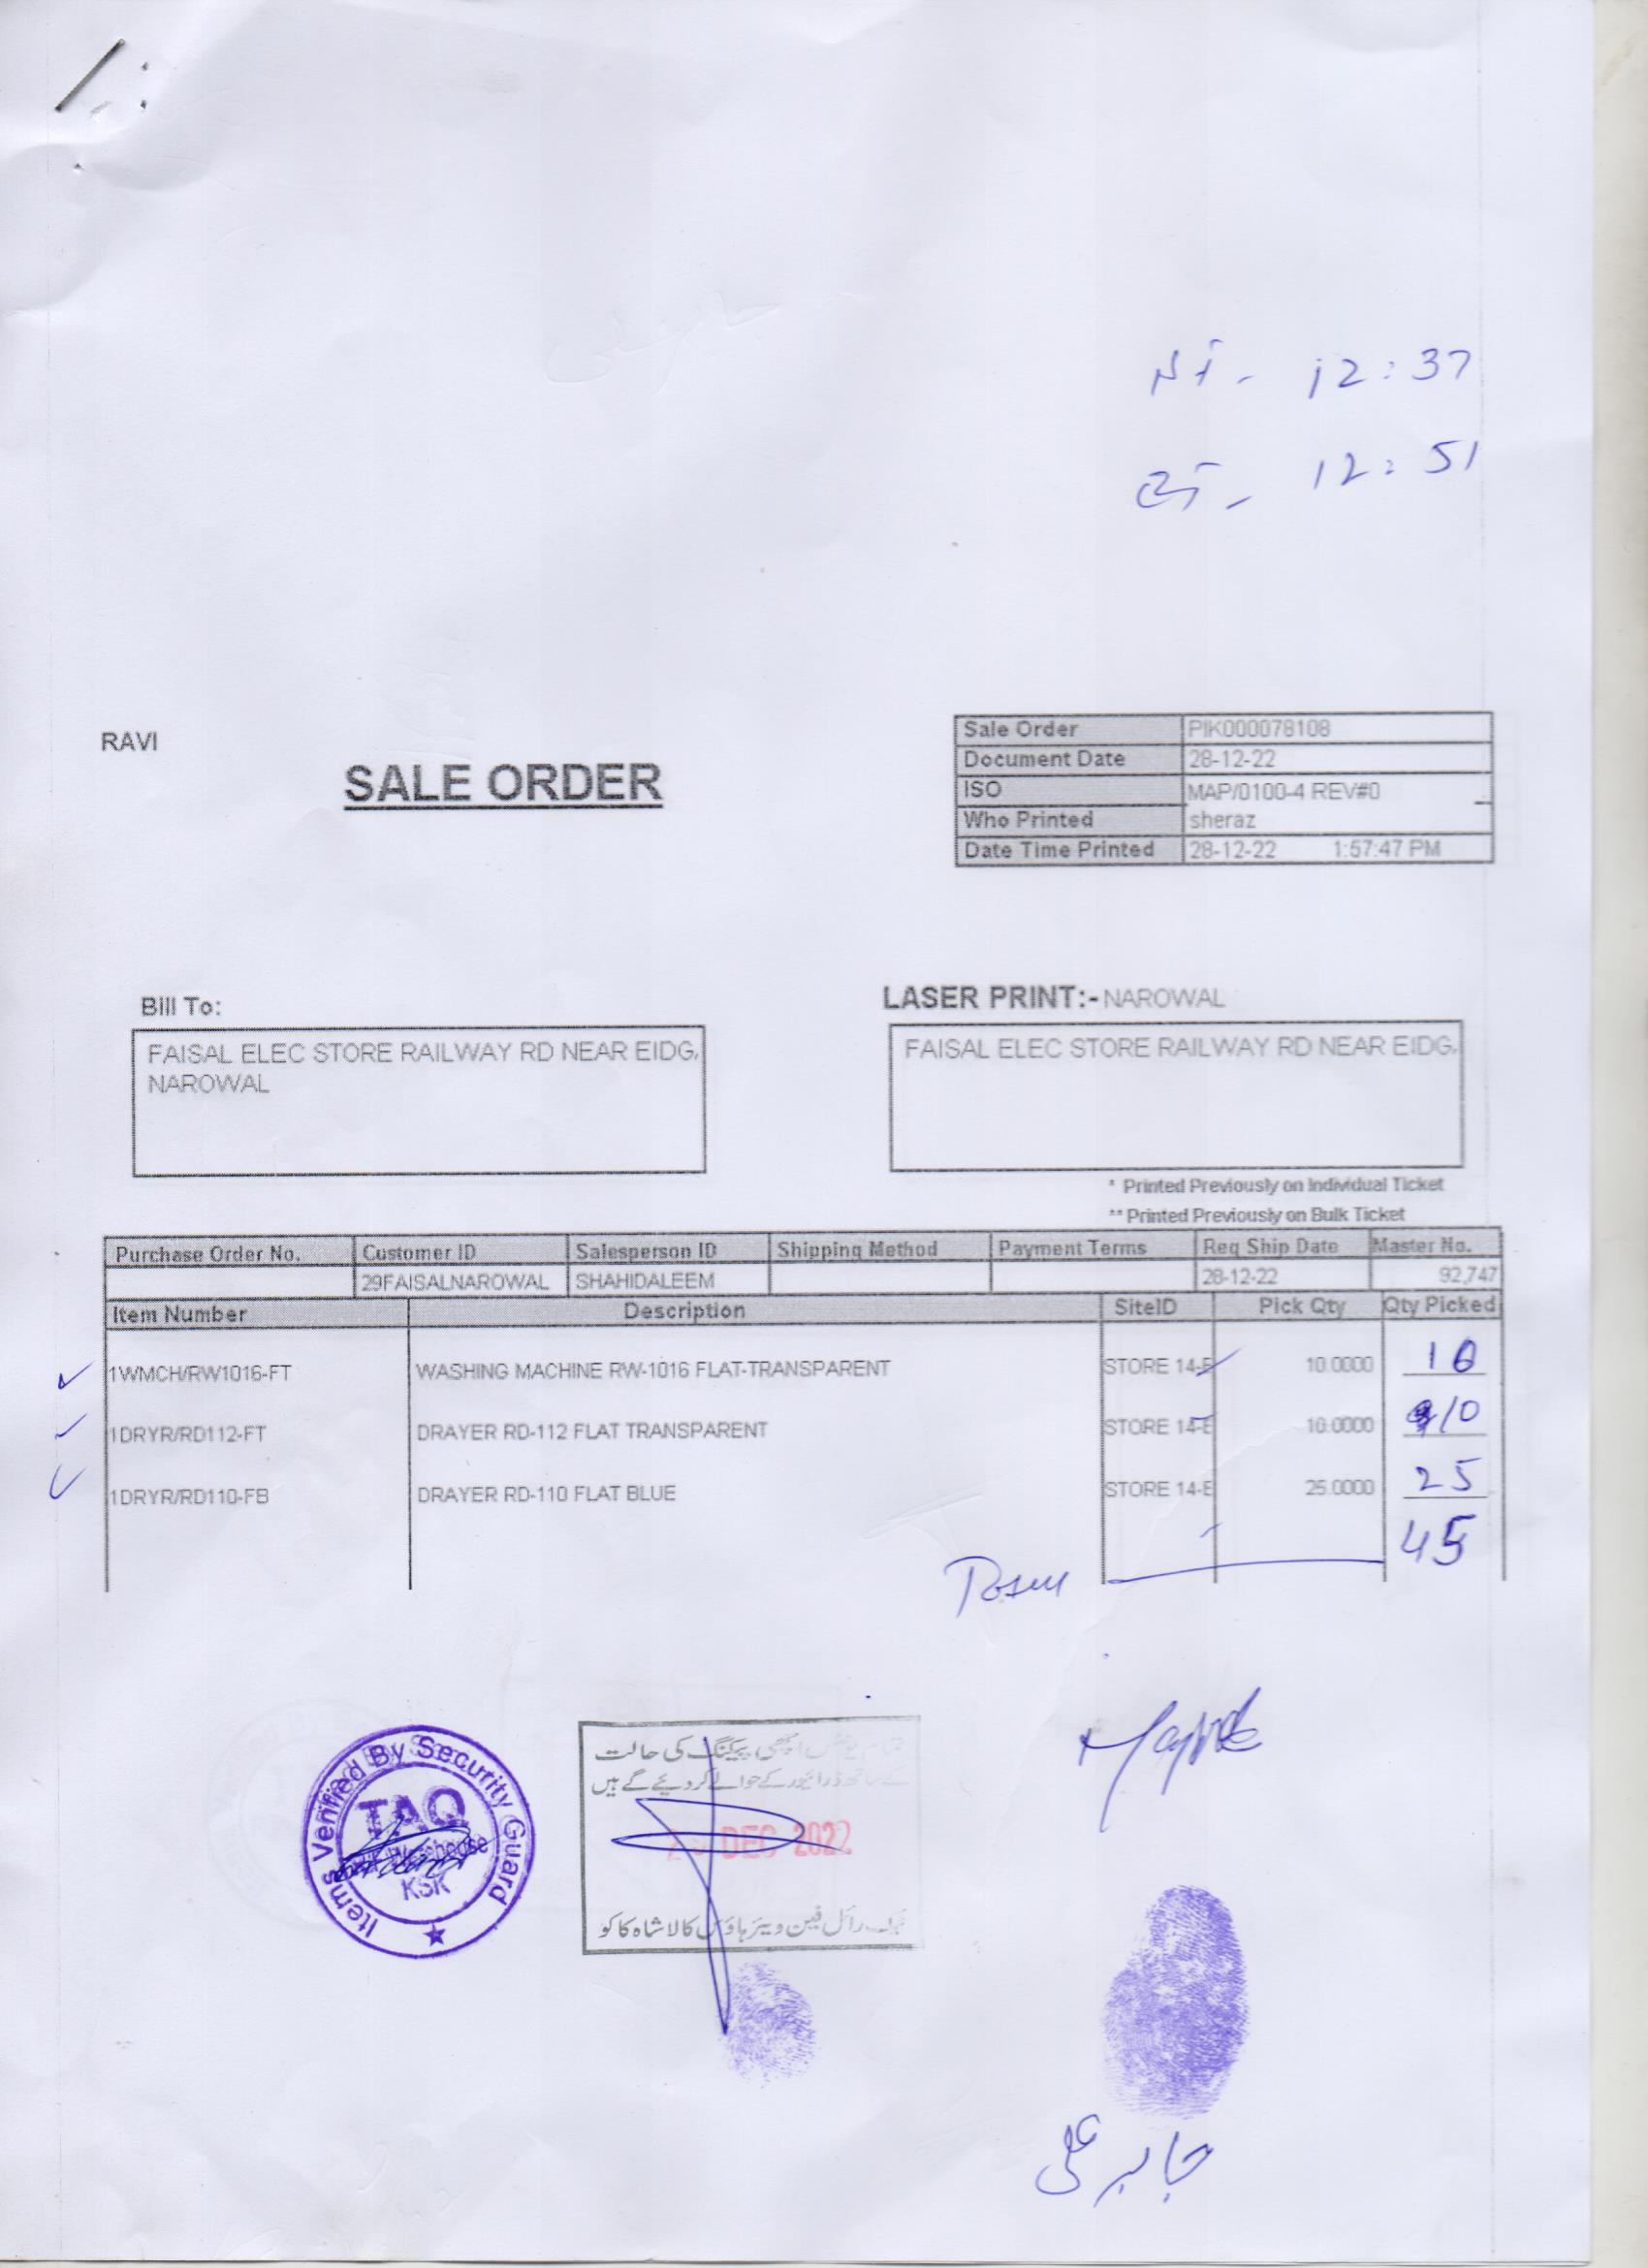 12:37
12:51
RAVI
SALE ORDER
Sale Order PIK000078108
Document Date 28-12-22
ISO MAP/0100-4 REV#0
Who Printed sheraz
Date Time Printed 28-12-22 1:57:47 PM
Bill To:
FAISAL ELEC STORE RAILWAY RD NEAR EIDG,
NAROWAL
LASER PRINT:- NAROWAL
FAISAL ELEC STORE RAILWAY RD NEAR EIDG.
* Printed Previously on Individual Ticket
** Printed Previously on Bulk Ticket
Purchase Order No. Customer ID Salesperson ID Shipping Method Payment Terms Req Ship Date Master No.
29FAISALNAROWAL SHAHIDALEEM 28-12-22 92,747
Item Number Description SiteID Pick Qty Qty Picked
1WMCH/RW1016-FT WASHING MACHINE RW-1016 FLAT-TRANSPARENT STORE 14-E 10.0000 10
1DRYR/RD112-FT DRAYER RD-112 FLAT TRANSPARENT STORE 14-E 10.0000 10
1DRYR/RD110-FB DRAYER RD-110 FLAT BLUE STORE 14-E 25.0000 25
45
Items Verified By Security Guard
TAQ
Warehouse
KSK
اچھی پیکنگ کی حالت
کے ساتھ ڈرائیور کے حوالے کر دیئے گے ہیں
DEC 2022
رائل فین ویئر ہاؤس کالا شاہ کاکو
جابر علی